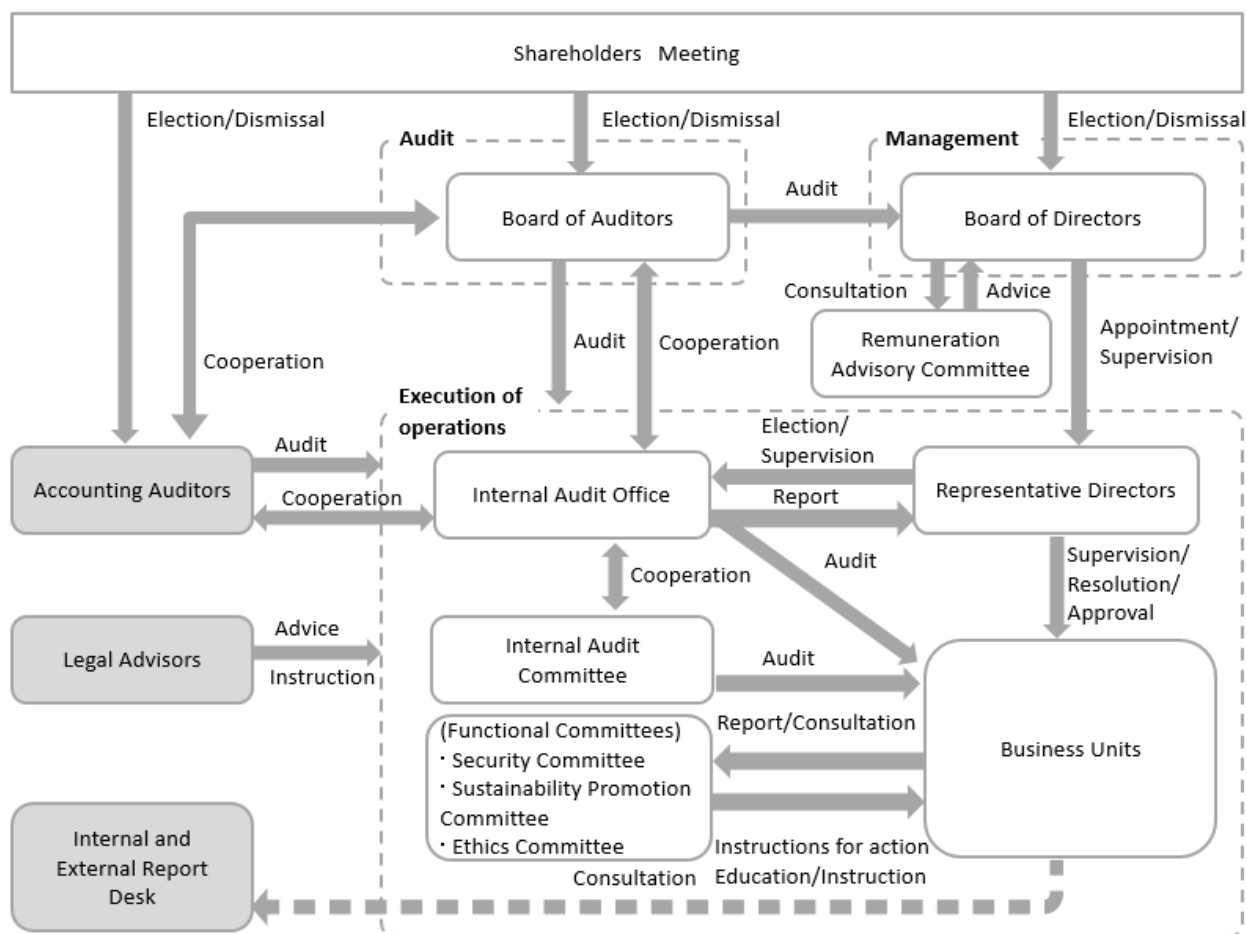 Shareholders Meeting
Election/Dismissal
Election/Dismissal
Election/Dismissal
Audit
Management
Board of Auditors
Audit
Board of Directors
Consultation
Advice
Cooperation
Audit
Cooperation
Remuneration
Advisory Committee
Appointment/
Supervision
Execution of
operations
Accounting Auditors
Audit
Cooperation
Internal Audit Office
Election/
Supervision
Report
Representative Directors
Cooperation
Audit
Supervision/
Resolution/
Approval
Legal Advisors
Advice
Instruction
Internal Audit
Committee
Audit
Report/Consultation
Business Units
(Functional Committees)
・Security Committee
・Sustainability Promotion
Committee
・Ethics Committee
Instructions for action
Education/Instruction
Internal and
External Report
Desk
Consultation